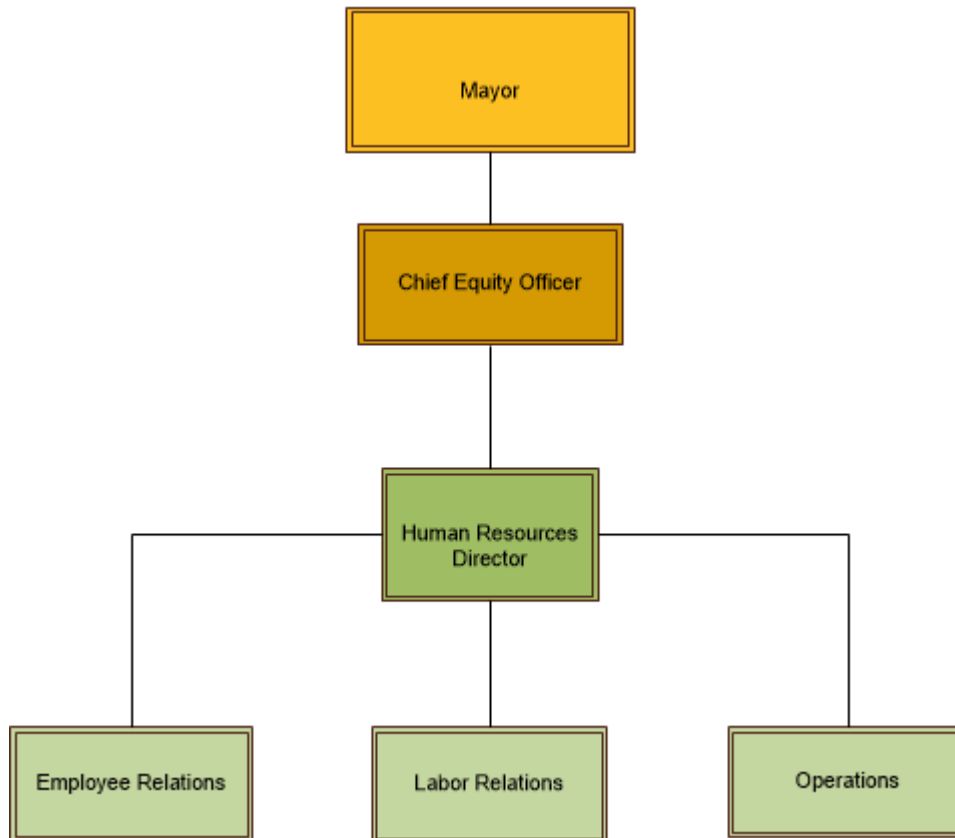 Mayor
Chief Equity Officer
Human Resources
Director
Employee Relations
Labor Relations
Operations